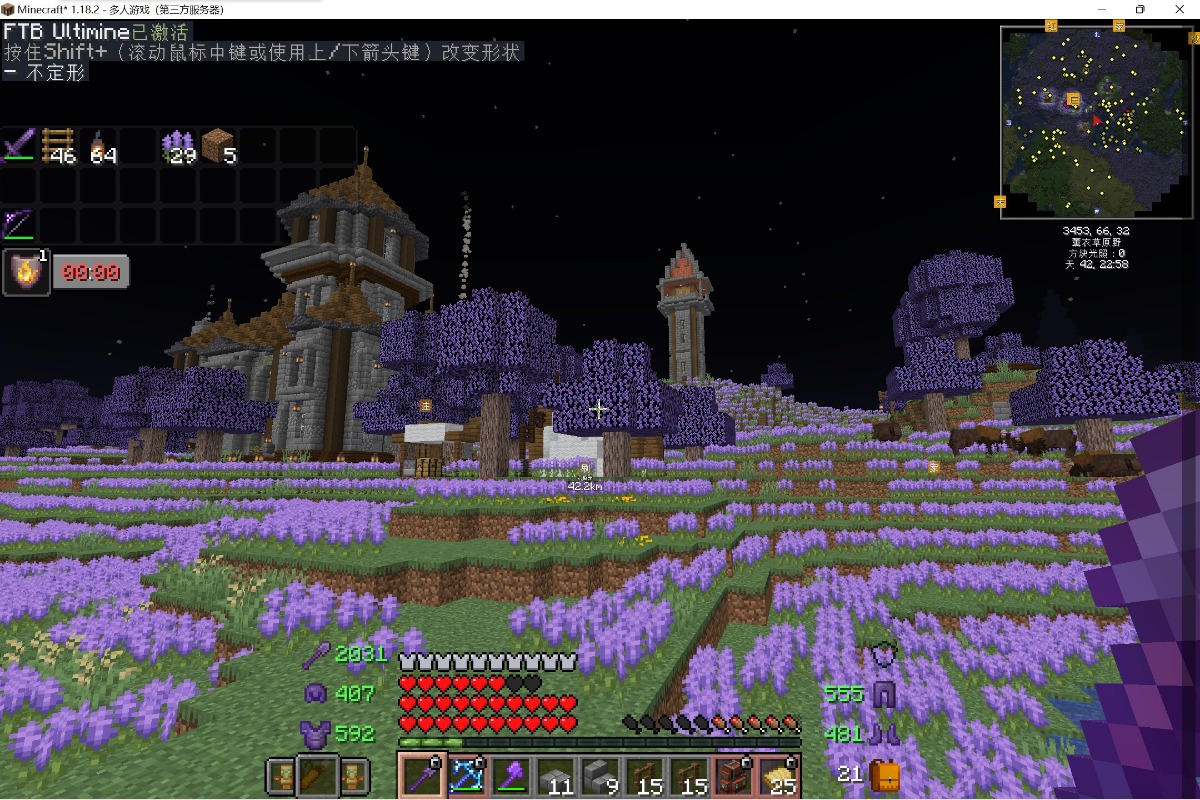 Minecraft* 1.18.2 - 多人游戏（第三方服务器）
FTB Ultimine已激活
按住Shift+（滚动鼠标中键或使用上/下箭头键）改变形状
- 不定形
46
64
29
5
1
00:00
3453, 66, 32
薰衣草原野
方块光照：0
天 42, 22:58
主
42.2km
2031
407
592
555
481
21
11
9
15
15
25